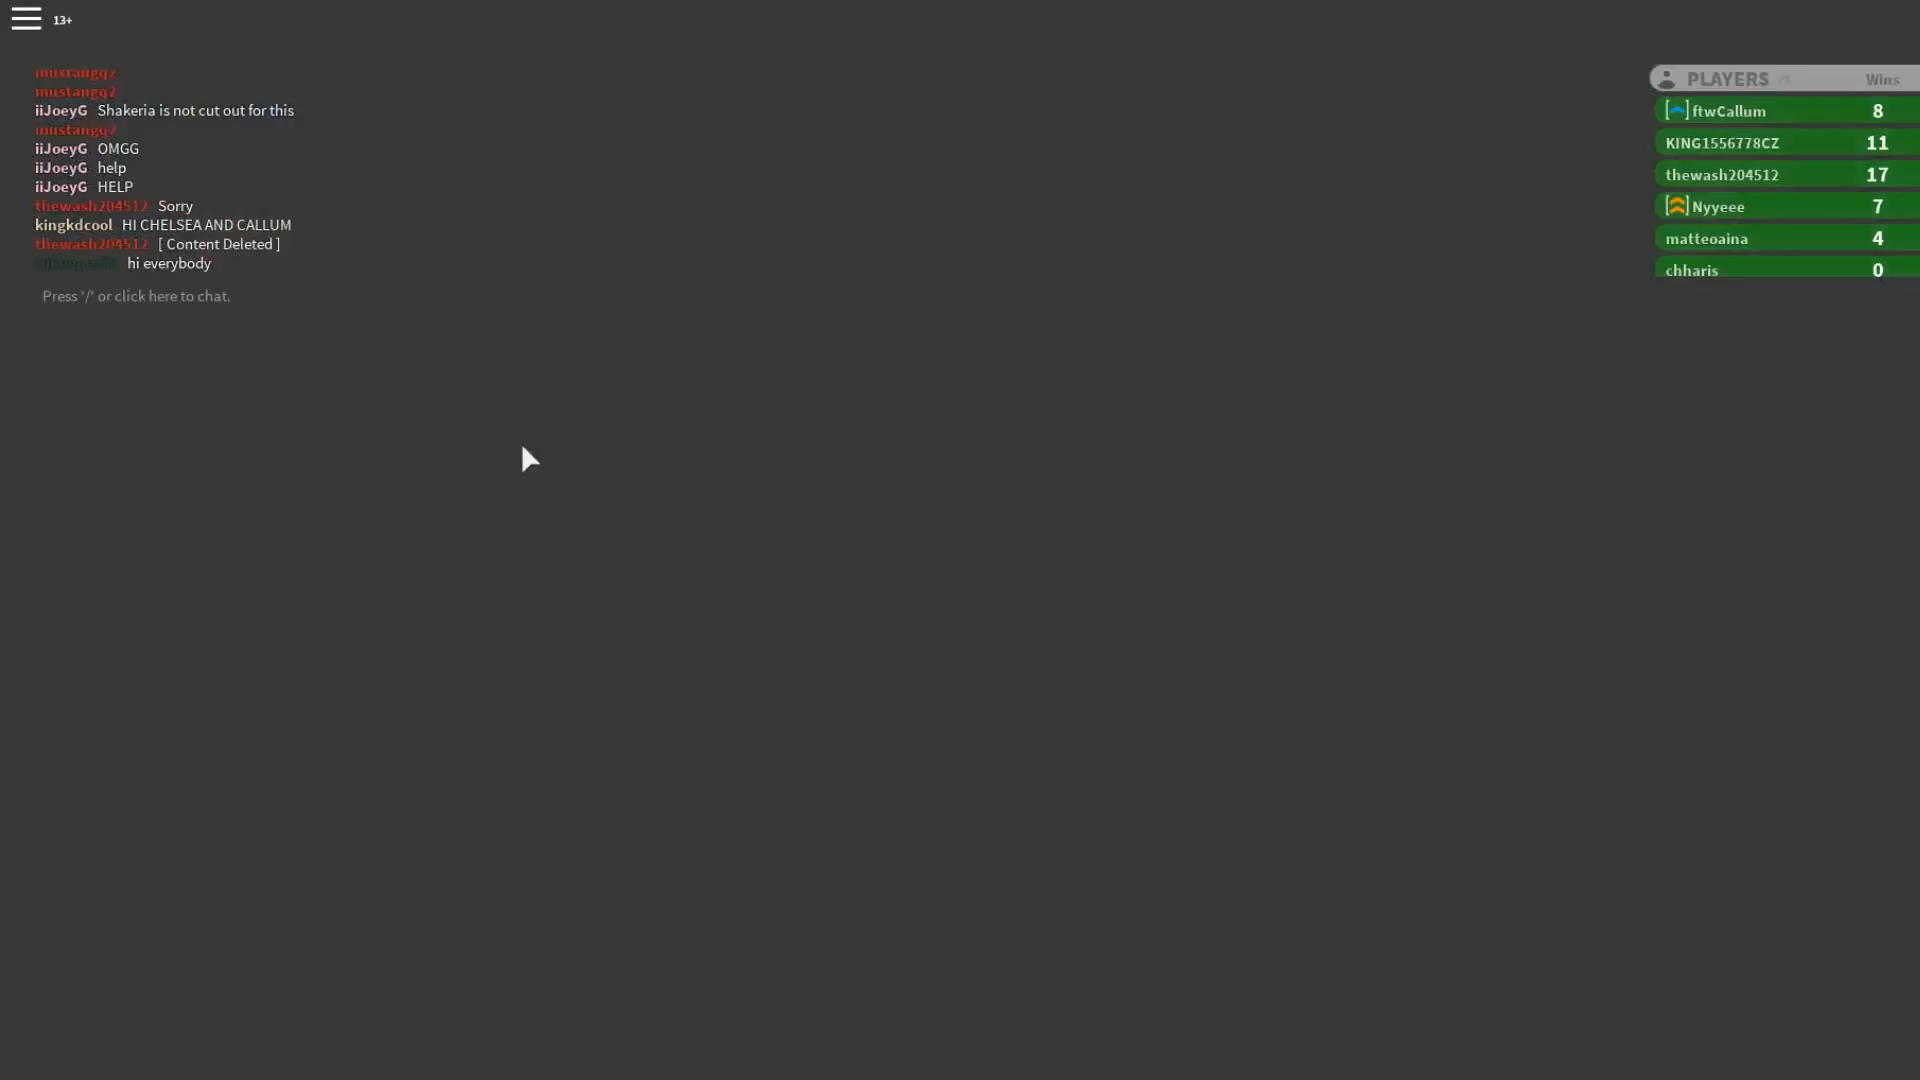 13+
mustangq2
mustangq2
iiJoeyG Shakeria is not cut out for this
mustangq2
iiJoeyG OMGG
iiJoeyG help
iiJoeyG HELP
thewash204512 Sorry
kingkdcool HI CHELSEA AND CALLUM
thewash204512 [ Content Deleted ]
hi everybody
Press '/' or click here to chat.
PLAYERS Wins
ftwCallum 8
KING1556778CZ 11
thewash204512 17
Nyyeee 7
matteoaina 4
chharis 0